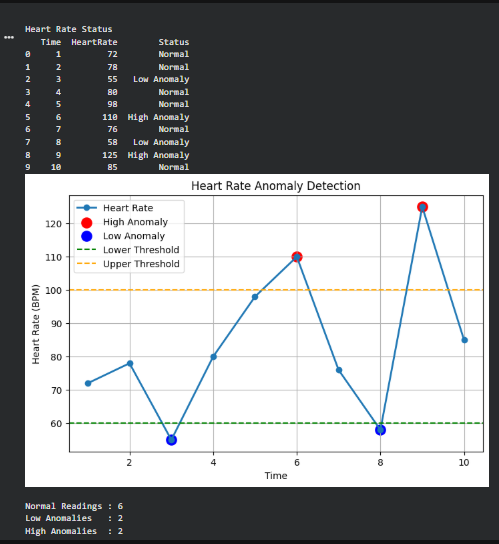 Heart Rate Status
Time HeartRate Status
0 1 72 Normal
1 2 78 Normal
2 3 55 Low Anomaly
3 4 80 Normal
4 5 98 Normal
5 6 110 High Anomaly
6 7 76 Normal
7 8 58 Low Anomaly
8 9 125 High Anomaly
9 10 85 Normal
Heart Rate Anomaly Detection
Heart Rate
High Anomaly
Low Anomaly
Lower Threshold
Upper Threshold
Heart Rate (BPM)
120
110
100
90
80
70
60
2 4 6 8 10
Time
Normal Readings : 6
Low Anomalies : 2
High Anomalies : 2